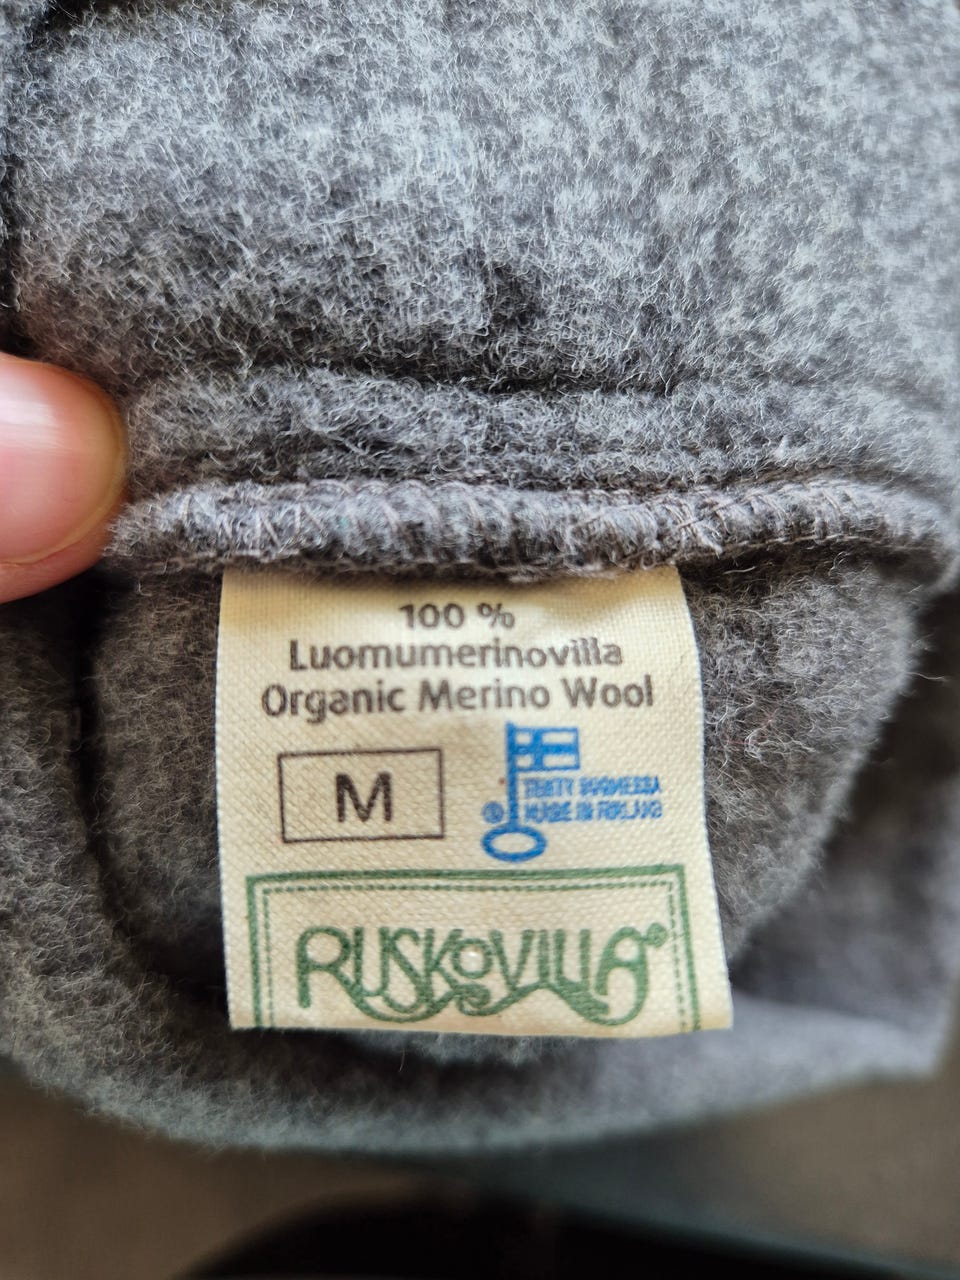 100 %
Luomumerinovilla
Organic Merino Wool
M
®
TEHTY SUOMESSA
MADE IN FINLAND
RUSKOVILLA®